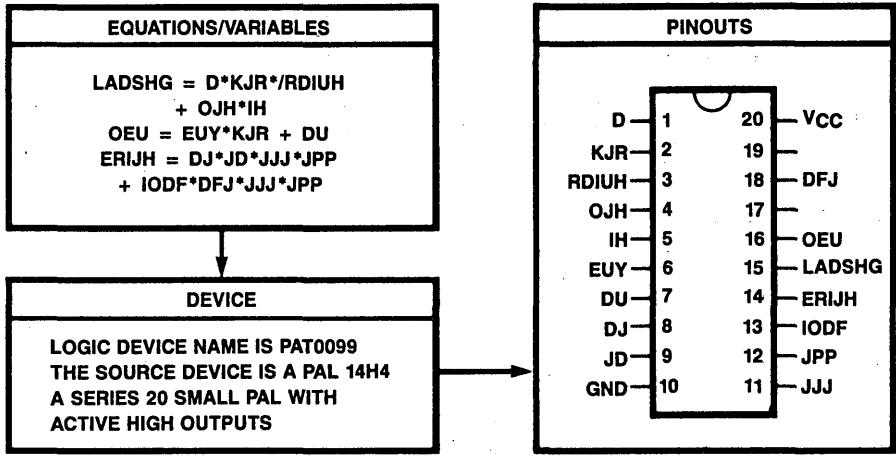 EQUATIONS/VARIABLES
LADSHG = D*KJR*/RDIUH
+ OJH*IH
OEU = EUY*KJR + DU
ERIJH = DJ*JD*JJJ*JPP
+ IODF*DFJ*JJJ*JPP
DEVICE
LOGIC DEVICE NAME IS PAT0099
THE SOURCE DEVICE IS A PAL 14H4
A SERIES 20 SMALL PAL WITH
ACTIVE HIGH OUTPUTS
PINOUTS
D 1 20 VCC
KJR 2 19
RDIUH 3 18 DFJ
OJH 4 17
IH 5 16 OEU
EUY 6 15 LADSHG
DU 7 14 ERIJH
DJ 8 13 IODF
JD 9 12 JPP
GND 10 11 JJJ